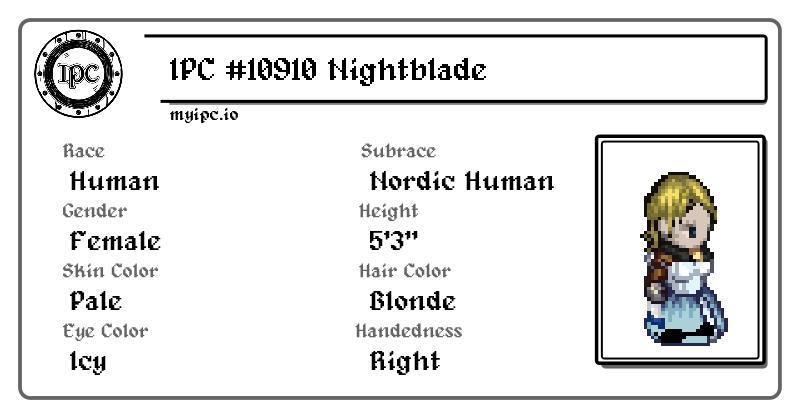 IPC
IPC #10910 Nightblade
myipc.io
Race
Human
Subrace
Nordic Human
Gender
Female
Height
5'3"
Skin Color
Pale
Hair Color
Blonde
Eye Color
Icy
Handedness
Right